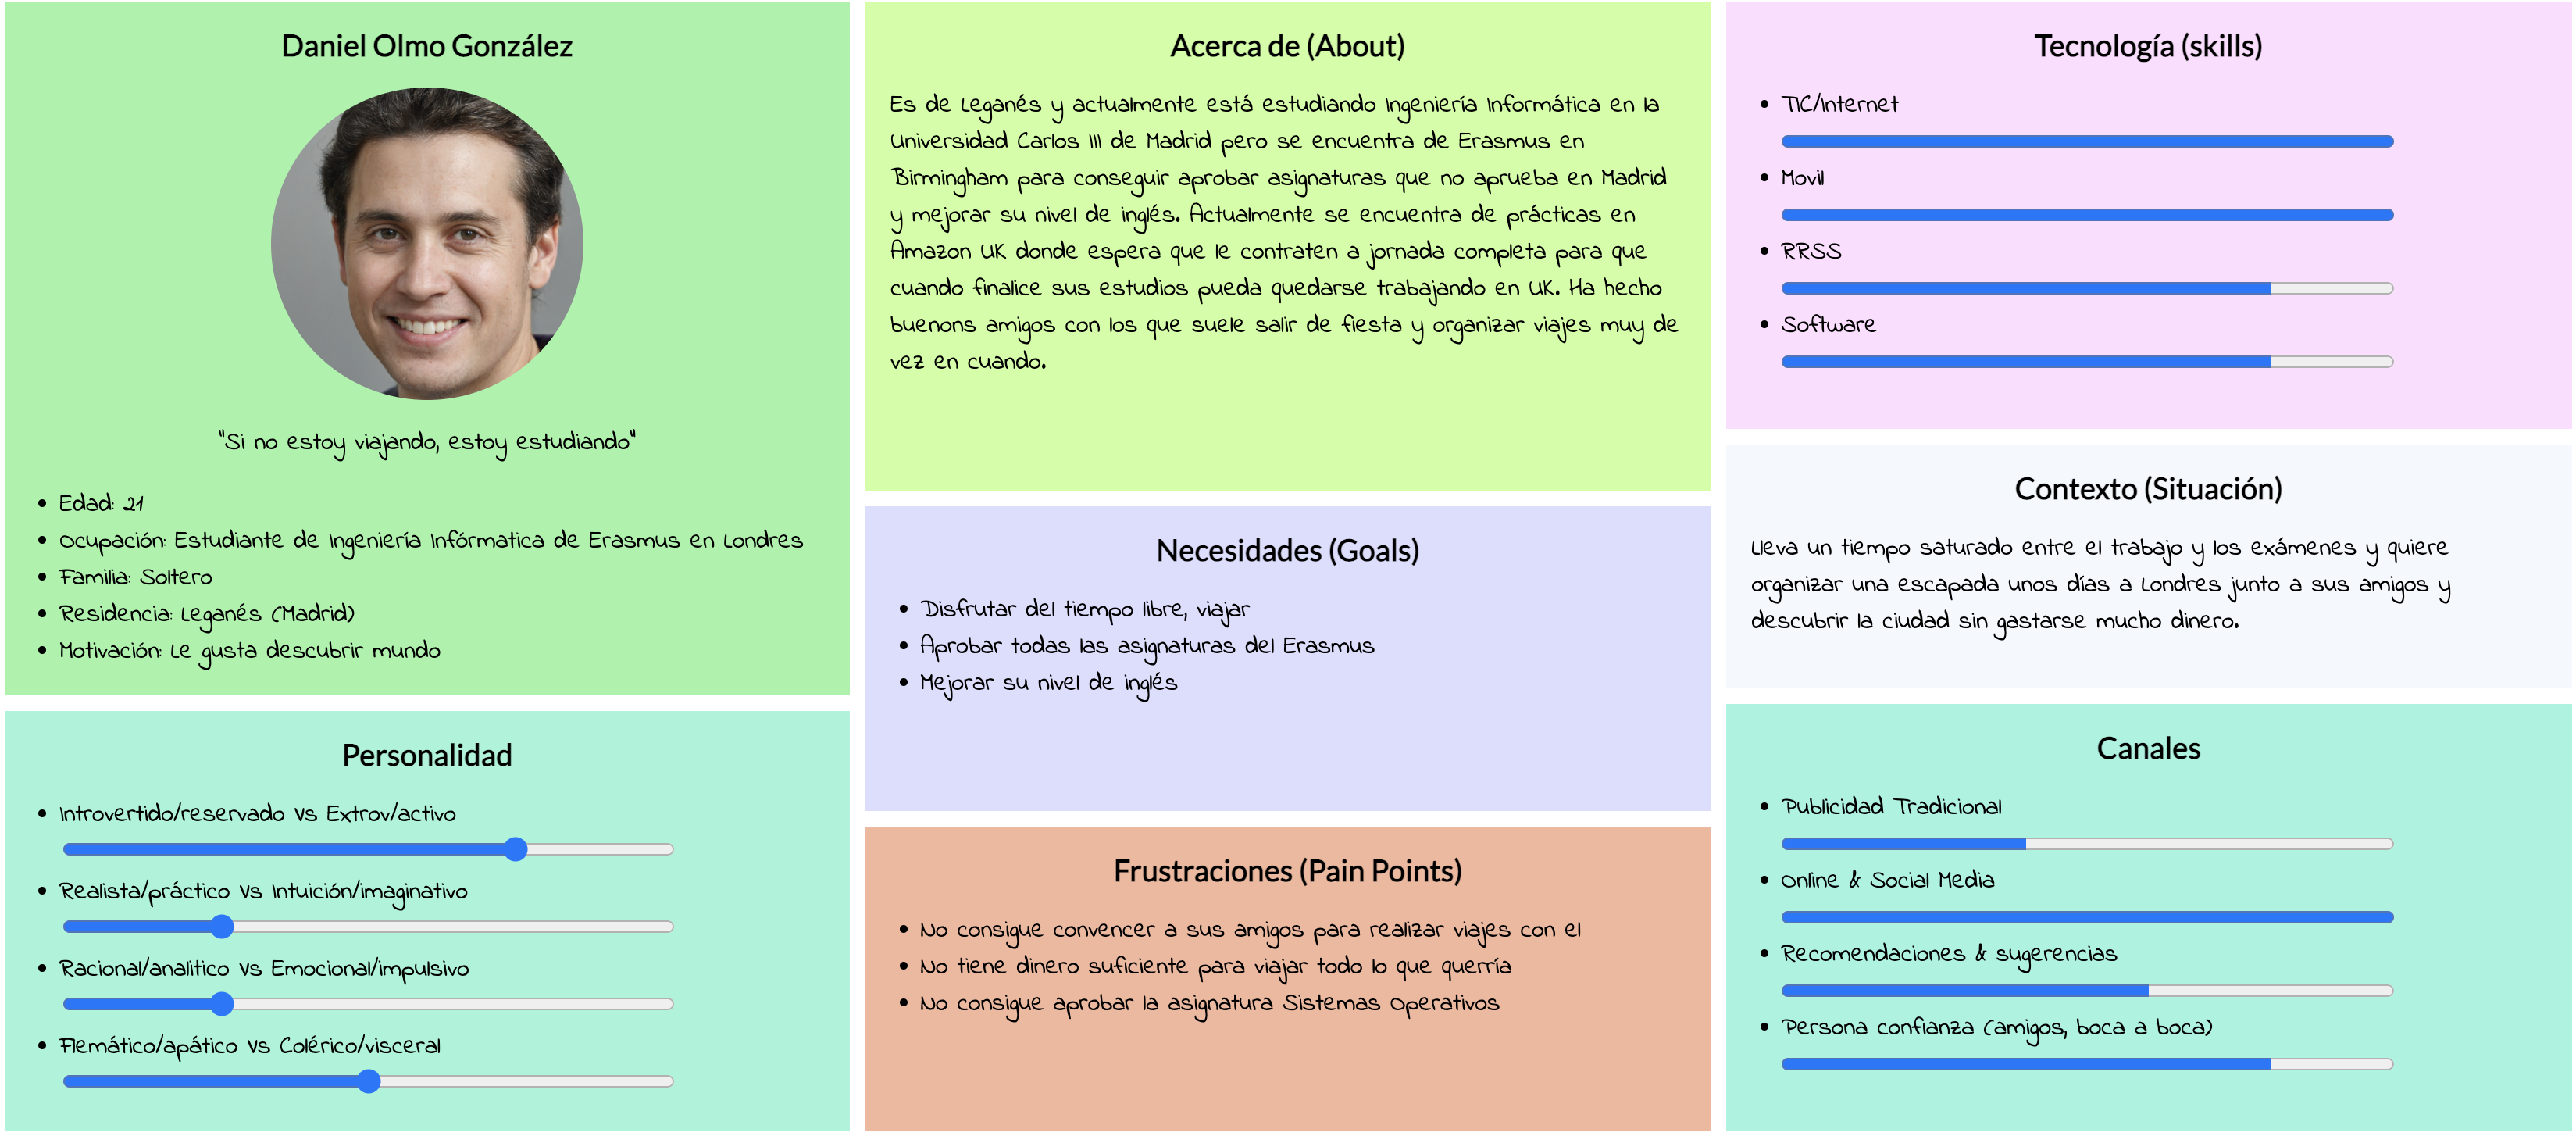 Daniel Olmo González
"Si no estoy viajando, estoy estudiando"
Edad: 21
Ocupación: Estudiante de Ingeniería Infórmatica de Erasmus en Londres
Familia: Soltero
Residencia: Leganés (Madrid)
Motivación: Le gusta descubrir mundo
Personalidad
Introvertido/reservado Vs Extrov/activo
Realista/práctico Vs Intuición/imaginativo
Racional/analitico Vs Emocional/impulsivo
Flemático/apático Vs Colérico/visceral
Acerca de (About)
Es de Leganés y actualmente está estudiando Ingeniería Informática en la
Universidad Carlos III de Madrid pero se encuentra de Erasmus en
Birmingham para conseguir aprobar asignaturas que no aprueba en Madrid
y mejorar su nivel de inglés. Actualmente se encuentra de prácticas en
Amazon UK donde espera que le contraten a jornada completa para que
cuando finalice sus estudios pueda quedarse trabajando en UK. Ha hecho
buenons amigos con los que suele salir de fiesta y organizar viajes muy de
vez en cuando.
Necesidades (Goals)
Disfrutar del tiempo libre, viajar
Aprobar todas las asignaturas del Erasmus
Mejorar su nivel de inglés
Frustraciones (Pain Points)
No consigue convencer a sus amigos para realizar viajes con el
No tiene dinero suficiente para viajar todo lo que querría
No consigue aprobar la asignatura Sistemas Operativos
Tecnología (skills)
TIC/Internet
Movil
RRSS
Software
Contexto (Situación)
Lleva un tiempo saturado entre el trabajo y los exámenes y quiere
organizar una escapada unos días a Londres junto a sus amigos y
descubrir la ciudad sin gastarse mucho dinero.
Canales
Publicidad Tradicional
Online & Social Media
Recomendaciones & sugerencias
Persona confianza (amigos, boca a boca)